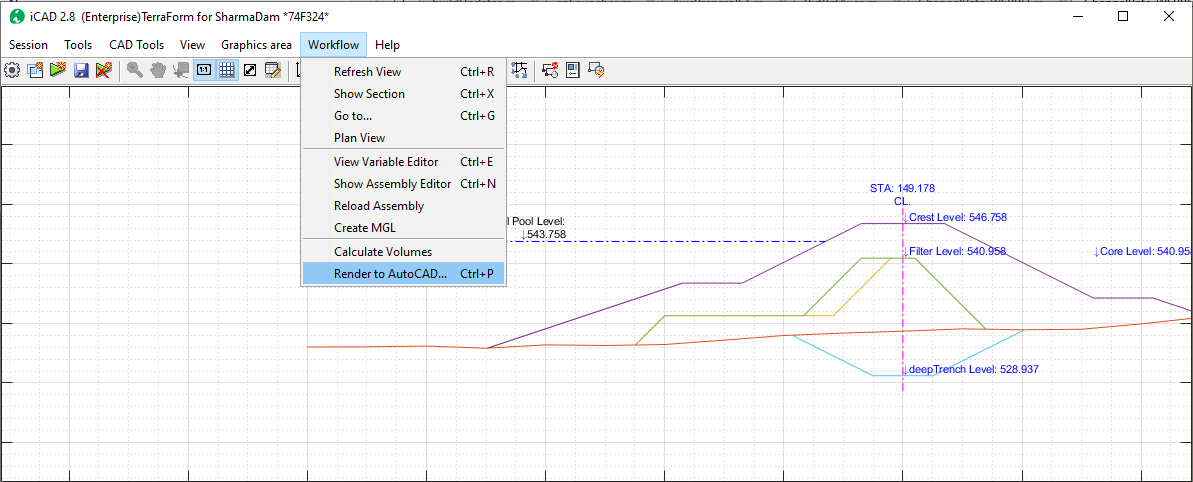 iCAD 2.8 (Enterprise)TerraForm for SharmaDam *74F324*
Session Tools CAD Tools View Graphics area Workflow Help
1:1
Refresh View Ctrl+R
Show Section Ctrl+X
Go to... Ctrl+G
Plan View
View Variable Editor Ctrl+E
Show Assembly Editor Ctrl+N
Reload Assembly
Create MGL
Calculate Volumes
Render to AutoCAD... Ctrl+P
STA: 149.178
CL.
↓Crest Level: 546.758
l Pool Level:
↓543.758
↓Filter Level: 540.958
↓Core Level: 540.95
↓deepTrench Level: 528.937